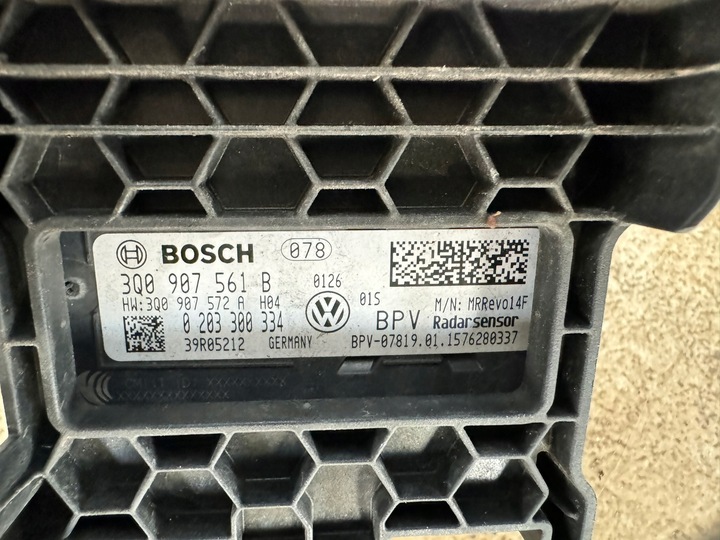 BOSCH 078
3Q0 907 561 B 0126
HW:3Q0 907 572 A H04 01S M/N: MRRevo14F
0 203 300 334 BPV Radarsensor
39R05212 GERMANY BPV-07819.01.1576280337